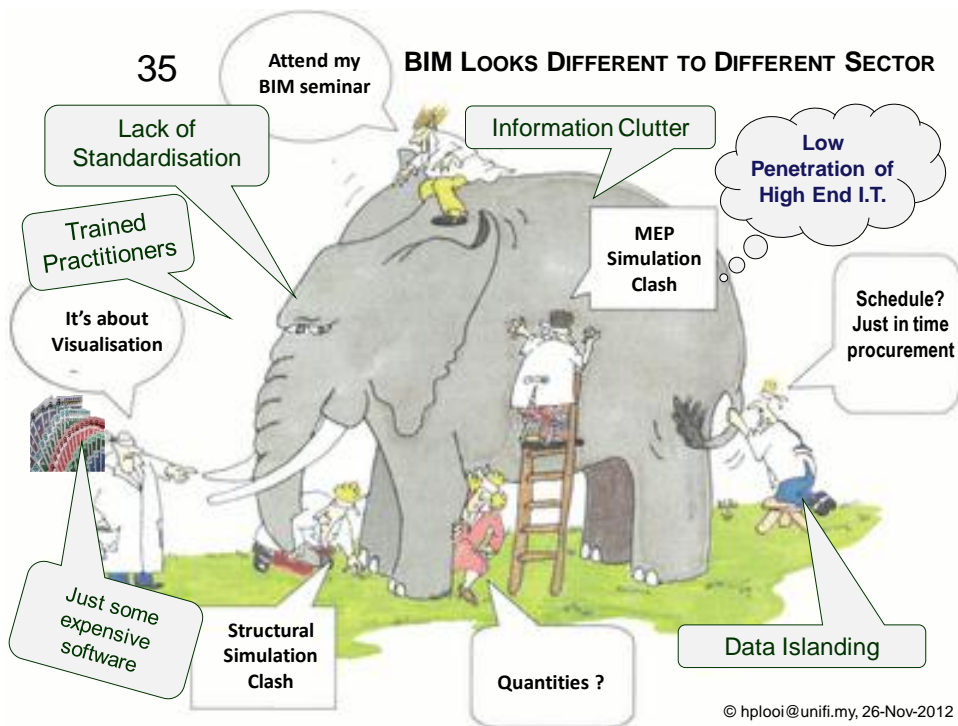 35
BIM LOOKS DIFFERENT TO DIFFERENT SECTOR
Attend my
BIM seminar
Lack of
Standardisation
Information Clutter
Low
Penetration of
High End I.T.
Trained
Practitioners
MEP
Simulation
Clash
It's about
Visualisation
Schedule?
Just in time
procurement
Just some
expensive
software
Structural
Simulation
Clash
Quantities ?
Data Islanding
© hplooi@unifi.my, 26-Nov-2012